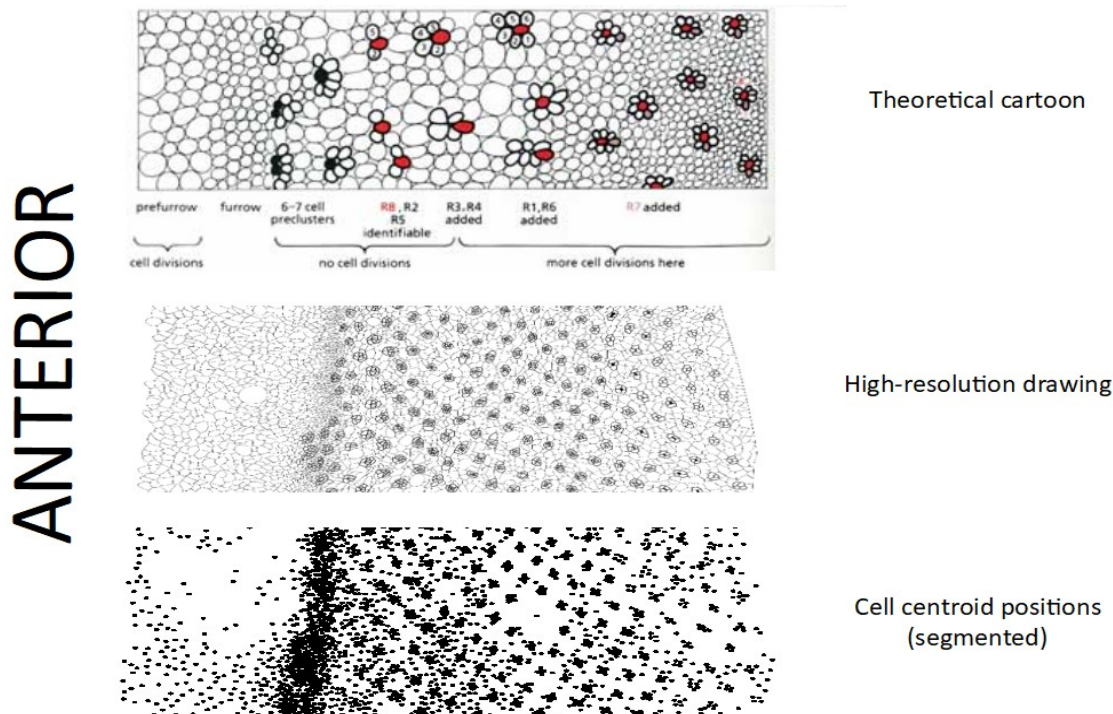 ANTERIOR
Theoretical cartoon
prefurrow furrow 6-7 cell R8, R2 R3.R4 R1,R6 R7 added
preclusters R5 added added
identifiable
cell divisions no cell divisions more cell divisions here
High-resolution drawing
Cell centroid positions
(segmented)